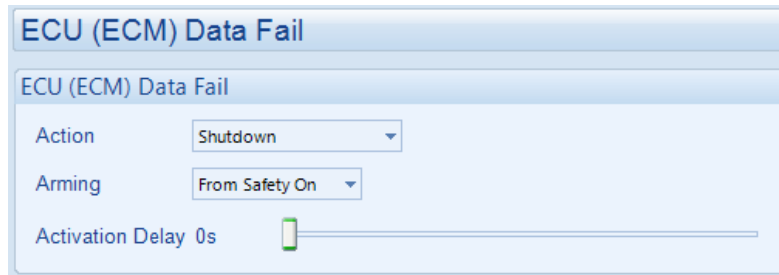 ECU (ECM) Data Fail
ECU (ECM) Data Fail
Action Shutdown
Arming From Safety On
Activation Delay 0s